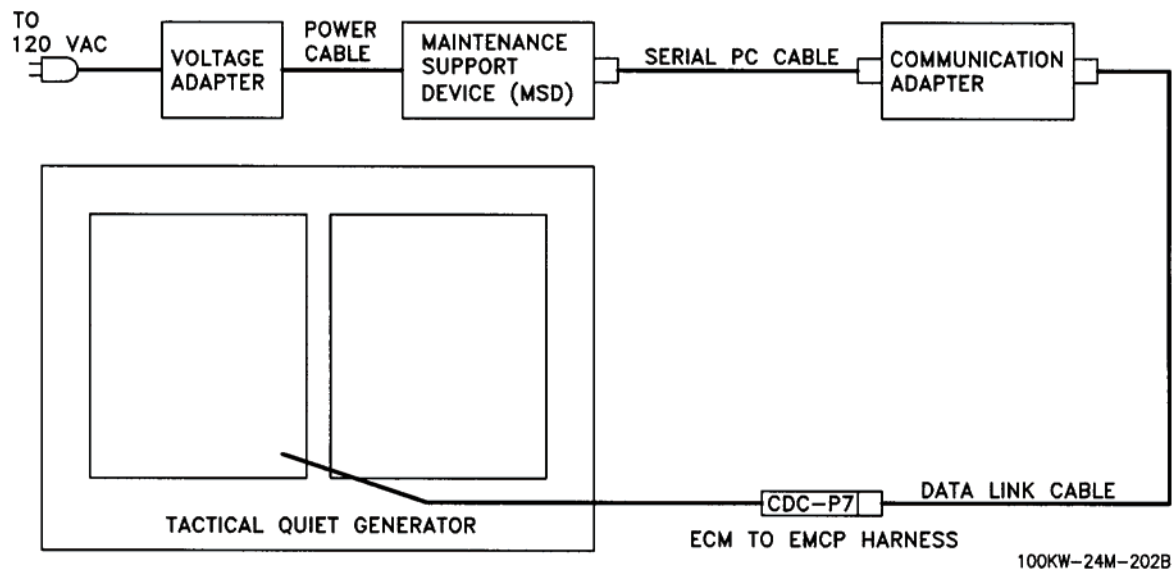 TO
120 VAC
VOLTAGE
ADAPTER
POWER
CABLE
MAINTENANCE
SUPPORT
DEVICE (MSD)
SERIAL PC CABLE
COMMUNICATION
ADAPTER
TACTICAL QUIET GENERATOR
CDC-P7
DATA LINK CABLE
ECM TO EMCP HARNESS
100KW-24M-202B